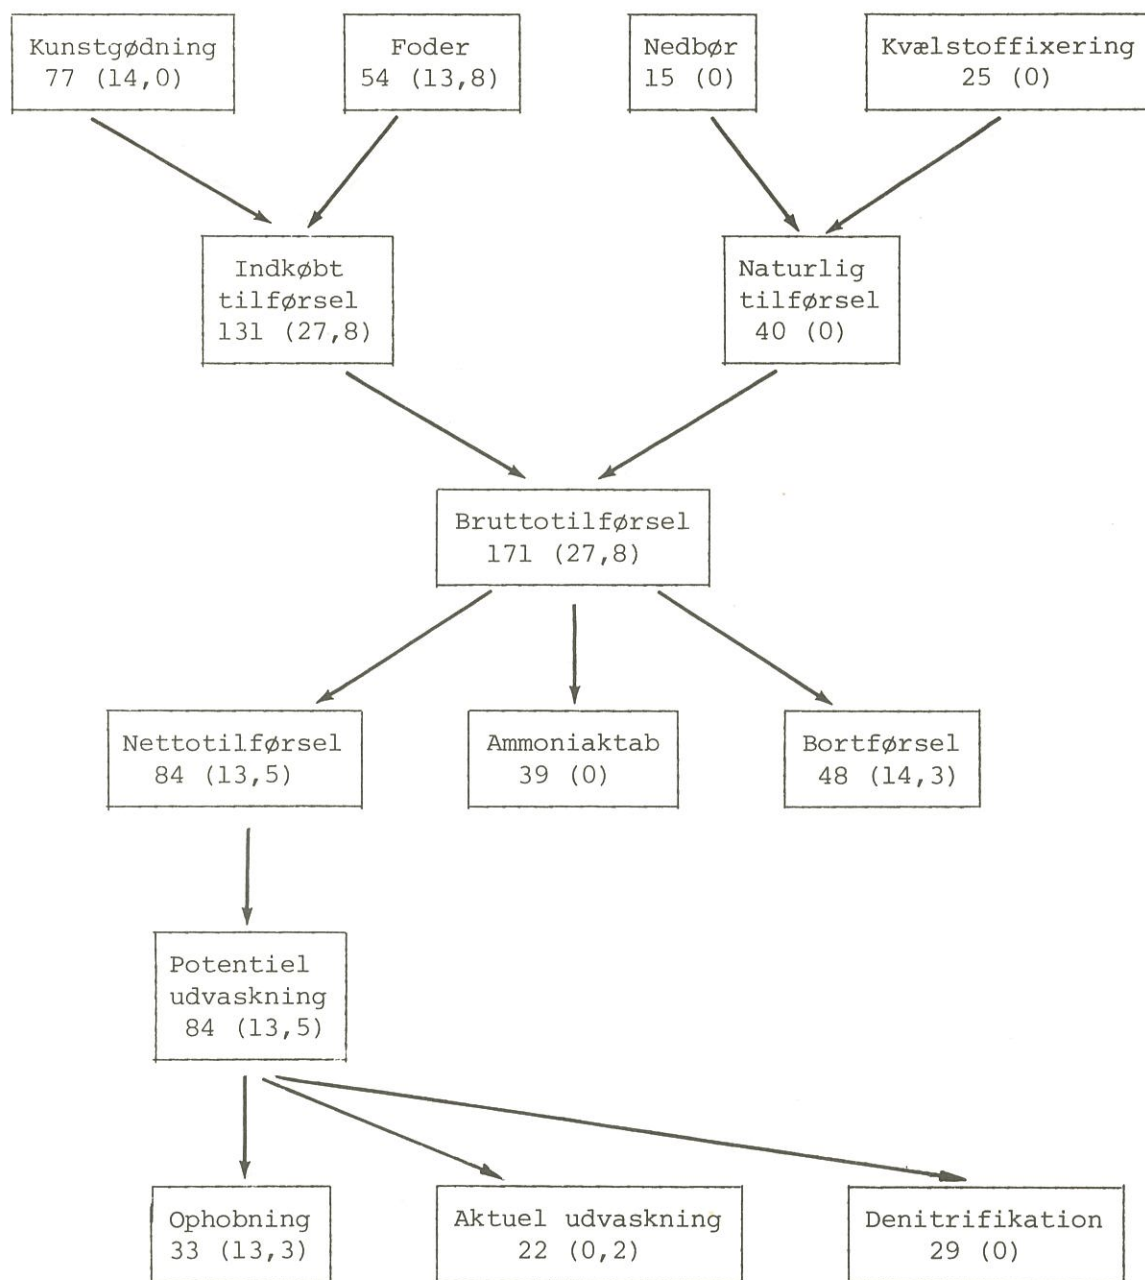 Kunstgødning
77 (14,0)
Foder
54 (13,8)
Nedbør
15 (0)
Kvælstoffixering
25 (0)
Indkøbt
tilførsel
131 (27,8)
Naturlig
tilførsel
40 (0)
Bruttotilførsel
171 (27,8)
Nettotilførsel
84 (13,5)
Ammoniaktab
39 (0)
Bortførsel
48 (14,3)
Potentiel
udvaskning
84 (13,5)
Ophobning
33 (13,3)
Aktuel udvaskning
22 (0,2)
Denitrifikation
29 (0)